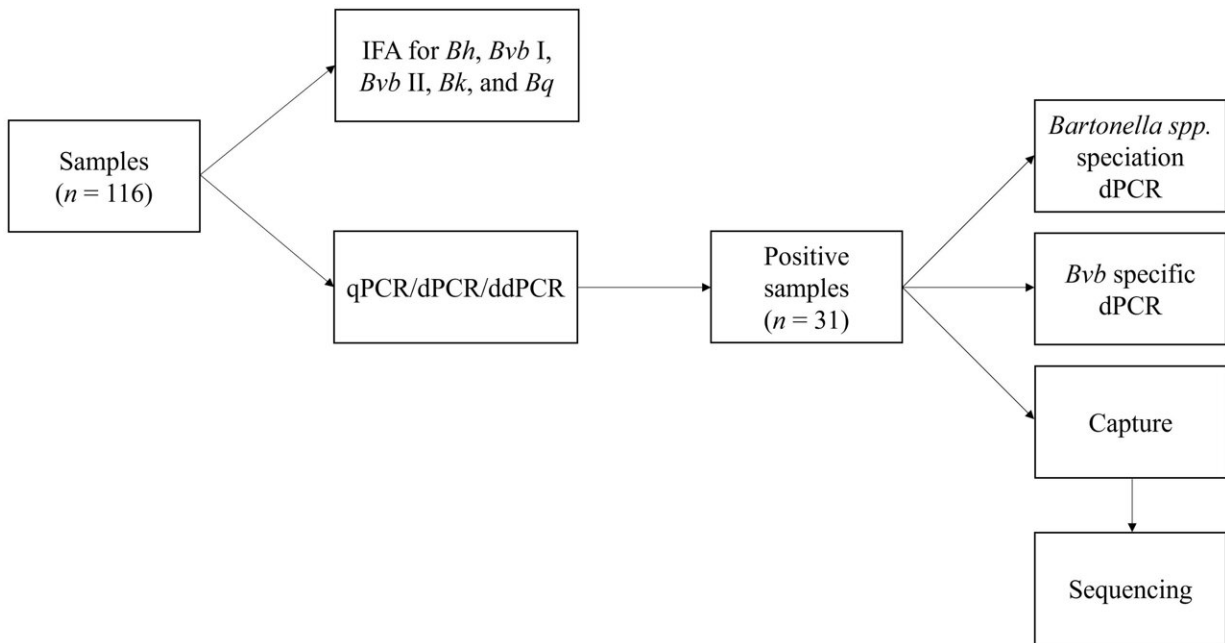 Samples
(n = 116)
IFA for Bh, Bvb I,
Bvb II, Bk, and Bq
qPCR/dPCR/ddPCR
Positive
samples
(n = 31)
Bartonella spp.
speciation
dPCR
Bvb specific
dPCR
Capture
Sequencing